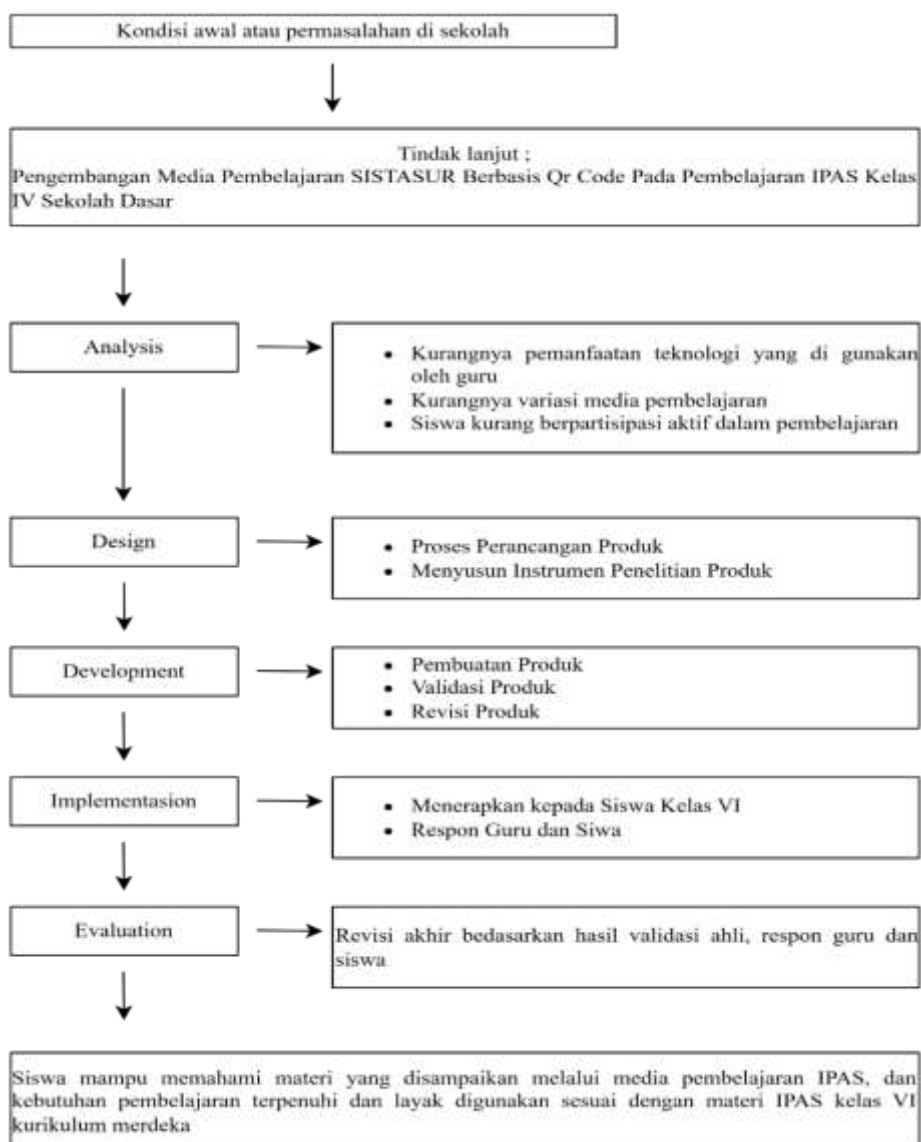 Kondisi awal atau permasalahan di sekolah
Tindak lanjut ;
Pengembangan Media Pembelajaran SISTASUR Berbasis Qr Code Pada Pembelajaran IPAS Kelas
IV Sekolah Dasar
Analysis
• Kurangnya pemanfaatan teknologi yang di gunakan
oleh guru
• Kurangnya variasi media pembelajaran
• Siswa kurang berpartisipasi aktif dalam pembelajaran
Design
• Proses Perancangan Produk
• Menyusun Instrumen Penelitian Produk
Development
• Pembuatan Produk
• Validasi Produk
• Revisi Produk
Implementasion
• Menerapkan kepada Siswa Kelas VI
• Respon Guru dan Siwa
Evaluation
Revisi akhir bedasarkan hasil validasi ahli, respon guru dan
siswa
Siswa mampu memahami materi yang disampaikan melalui media pembelajaran IPAS, dan
kebutuhan pembelajaran terpenuhi dan layak digunakan sesuai dengan materi IPAS kelas VI
kurikulum merdeka